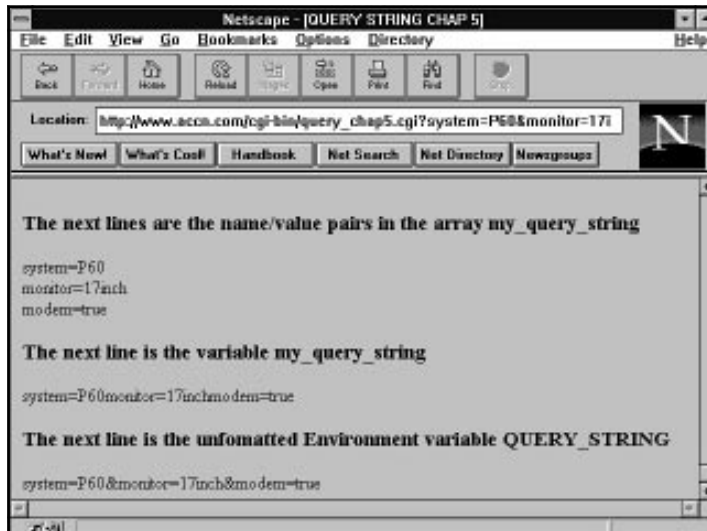 Netscape - [QUERY STRING CHAP 5]
File Edit View Go Bookmarks Options Directory Help
Back Forward Home Reload Images Open Print Find Stop
Location: http://www.accn.com/cgi-bin/query_chap5.cgi?system=P60&monitor=17i
N
What's New! What's Cool! Handbook Net Search Net Directory Newsgroups
The next lines are the name/value pairs in the array my_query_string
system=P60
monitor=17inch
modem=true
The next line is the variable my_query_string
system=P60monitor=17inchmodem=true
The next line is the unfomatted Environment variable QUERY_STRING
system=P60&monitor=17inch&modem=true